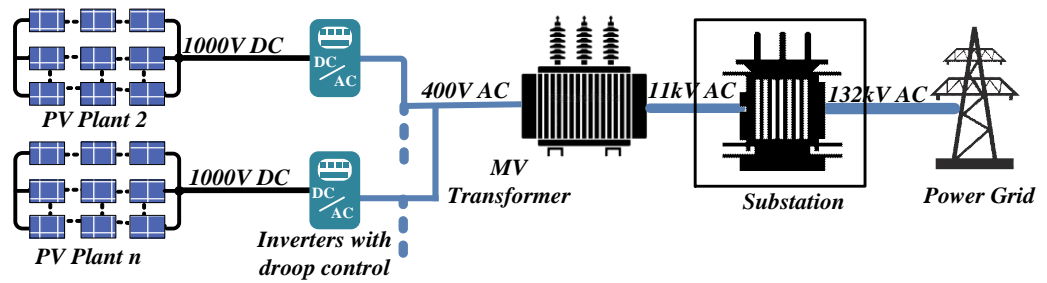 1000V DC
DC
AC
PV Plant 2
400V AC
11kV AC
132kV AC
MV
Transformer
Substation
Power Grid
1000V DC
DC
AC
PV Plant n
Inverters with
droop control